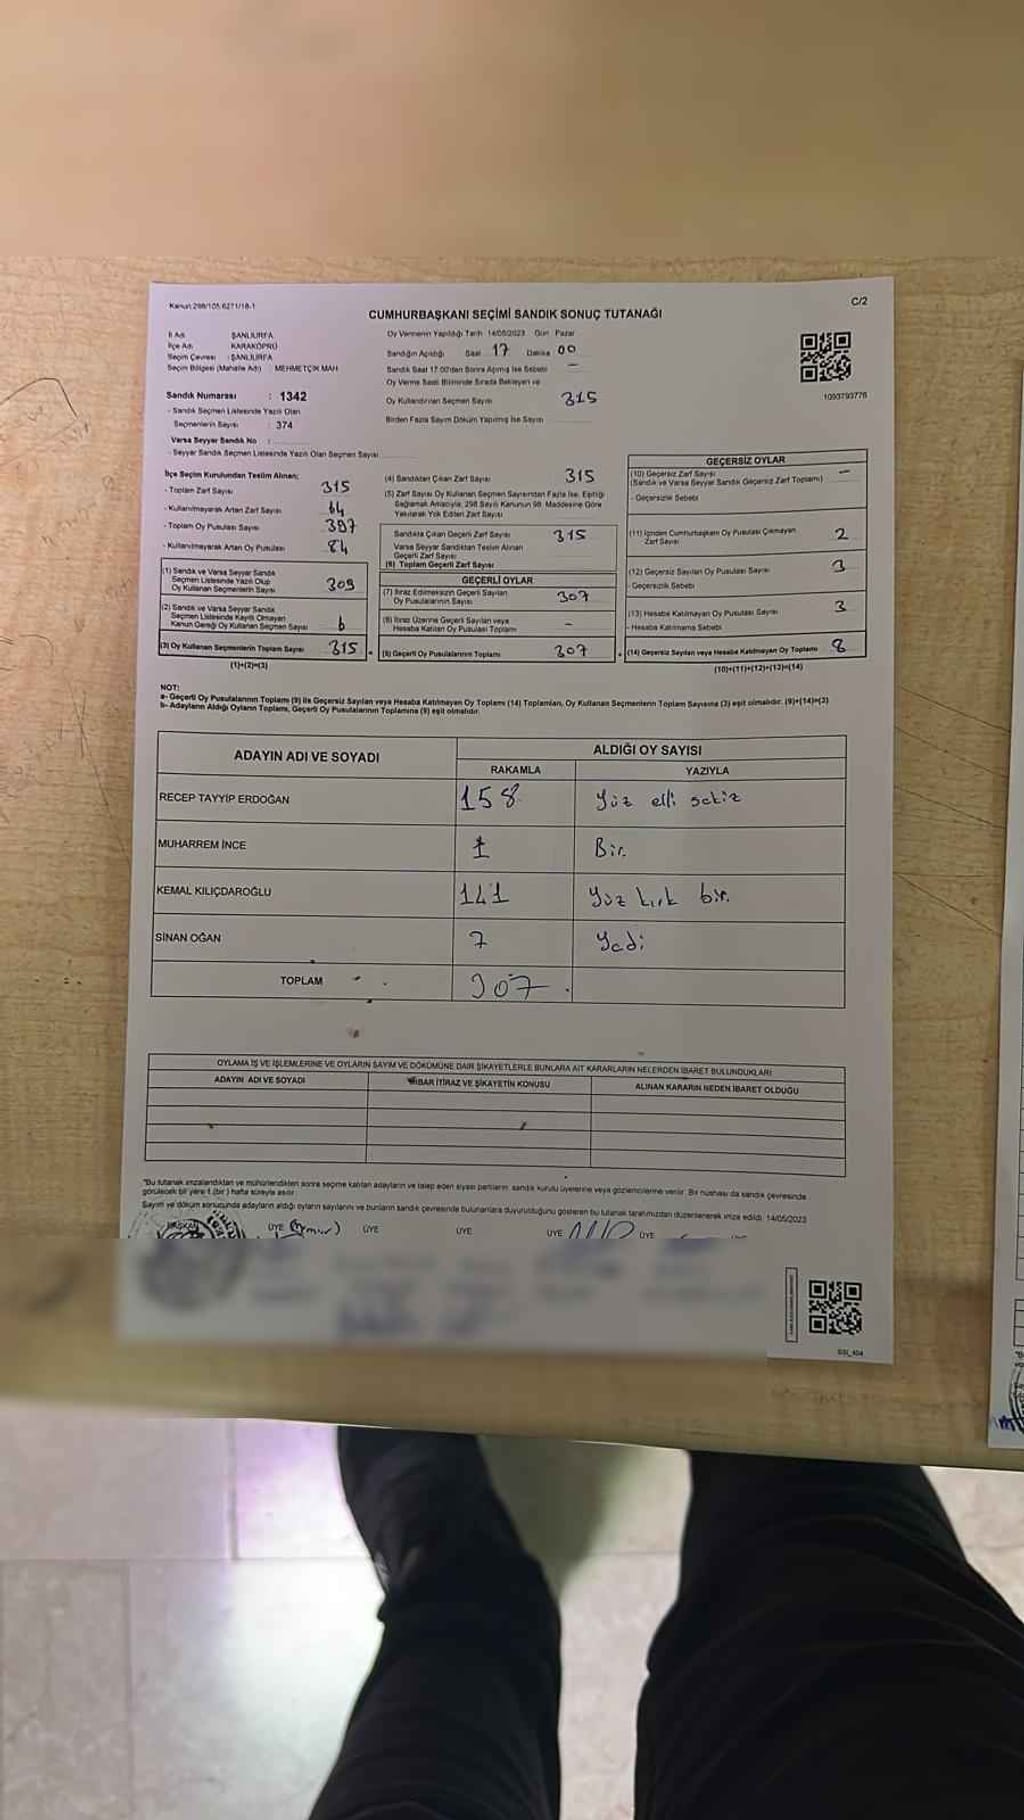 Kanun 298/105 6271/18-1
C/2
CUMHURBAŞKANI SEÇİMİ SANDIK SONUÇ TUTANAĞI
İl Adı : ŞANLIURFA
İlçe Adı : KARAKÖPRÜ
Seçim Çevresi : ŞANLIURFA
Seçim Bölgesi (Mahalle Adı) : MEHMETÇİK MAH
Oy Vermenin Yapıldığı Tarih 14/05/2023 Gün Pazar
Sandığın Açıldığı Saat 17 Dakika 00
Sandık Saat 17.00'den Sonra Açılmış İse Sebebi –
Oy Verme Saati Bitiminde Sırada Bekleyen ve
Oy Kullandırılan Seçmen Sayısı 315
Birden Fazla Sayım Döküm Yapılmış İse Sayısı
1093793776
Sandık Numarası : 1342
- Sandık Seçmen Listesinde Yazılı Olan
Seçmenlerin Sayısı : 374
Varsa Seyyar Sandık No :
- Seyyar Sandık Seçmen Listesinde Yazılı Olan Seçmen Sayısı
İlçe Seçim Kurulundan Teslim Alınan;
- Toplam Zarf Sayısı 315
- Kullanılmayarak Artan Zarf Sayısı 64
- Toplam Oy Pusulası Sayısı 397
- Kullanılmayarak Artan Oy Pusulası 84
(1) Sandık ve Varsa Seyyar Sandık
Seçmen Listesinde Yazılı Olup
Oy Kullanan Seçmenlerin Sayısı 309
(2) Sandık ve Varsa Seyyar Sandık
Seçmen Listesinde Kayıtlı Olmayan
Kanun Gereği Oy Kullanan Seçmen Sayısı 6
(3) Oy Kullanan Seçmenlerin Toplam Sayısı 315
(1)+(2)=(3)
(4) Sandıktan Çıkan Zarf Sayısı 315
(5) Zarf Sayısı Oy Kullanan Seçmen Sayısından Fazla İse, Eşitliği
Sağlamak Amacıyla, 298 Sayılı Kanunun 98. Maddesine Göre
Yakılarak Yok Edilen Zarf Sayısı
Sandıkta Çıkan Geçerli Zarf Sayısı 315
Varsa Seyyar Sandıktan Teslim Alınan
Geçerli Zarf Sayısı
(6) Toplam Geçerli Zarf Sayısı
GEÇERLİ OYLAR
(7) İtiraz Edilmeksizin Geçerli Sayılan
Oy Pusulalarının Sayısı 307
(8) İtiraz Üzerine Geçerli Sayılan veya
Hesaba Katılan Oy Pusulası Toplamı –
(9) Geçerli Oy Pusulalarının Toplamı 307
GEÇERSİZ OYLAR
(10) Geçersiz Zarf Sayısı –
(Sandık ve Varsa Seyyar Sandık Geçersiz Zarf Toplamı)
- Geçersizlik Sebebi
(11) İçinden Cumhurbaşkanı Oy Pusulası Çıkmayan
Zarf Sayısı 2
(12) Geçersiz Sayılan Oy Pusulası Sayısı 3
- Geçersizlik Sebebi
(13) Hesaba Katılmayan Oy Pusulası Sayısı 3
- Hesaba Katılmama Sebebi
(14) Geçersiz Sayılan veya Hesaba Katılmayan Oy Toplamı 8
(10)+(11)+(12)+(13)=(14)
NOT:
a- Geçerli Oy Pusulalarının Toplamı (9) ile Geçersiz Sayılan veya Hesaba Katılmayan Oy Toplamı (14) Toplamları, Oy Kullanan Seçmenlerin Toplam Sayısına (3) eşit olmalıdır. (9)+(14)=(3)
b- Adayların Aldığı Oyların Toplamı, Geçerli Oy Pusulalarının Toplamına (9) eşit olmalıdır.
ADAYIN ADI VE SOYADI
ALDIĞI OY SAYISI
RAKAMLA YAZIYLA
RECEP TAYYİP ERDOĞAN 158 Yüz elli sekiz
MUHARREM İNCE 1 Bir.
KEMAL KILIÇDAROĞLU 141 Yüz kırk bir.
SİNAN OĞAN 7 Yedi
TOPLAM 307
OYLAMA İŞ VE İŞLEMLERİNE VE OYLARIN SAYIM VE DÖKÜMÜNE DAİR ŞİKAYETLERLE BUNLARA AİT KARARLARIN NELERDEN İBARET BULUNDUKLARI
ADAYIN ADI VE SOYADI İTİRAZ VE ŞİKAYETİN KONUSU ALINAN KARARIN NEDEN İBARET OLDUĞU
"Bu tutanak imzalandıktan ve mühürlendikten sonra seçime katılan adayların ve talep eden siyasi partilerin sandık kurulu üyelerine veya gözlemcilerine verilir. Bir nüshası da sandık çevresinde
görülecek bir yere 1 (bir) hafta süreyle asılır.
Sayım ve döküm sonucunda adayların aldığı oyların sayılarını ve bunların sandık çevresinde bulunanlara duyurulduğunu gösteren bu tutanak tarafımızdan düzenlenerek imza edildi. 14/05/2023
BAŞKAN ÜYE ÜYE ÜYE ÜYE ÜYE